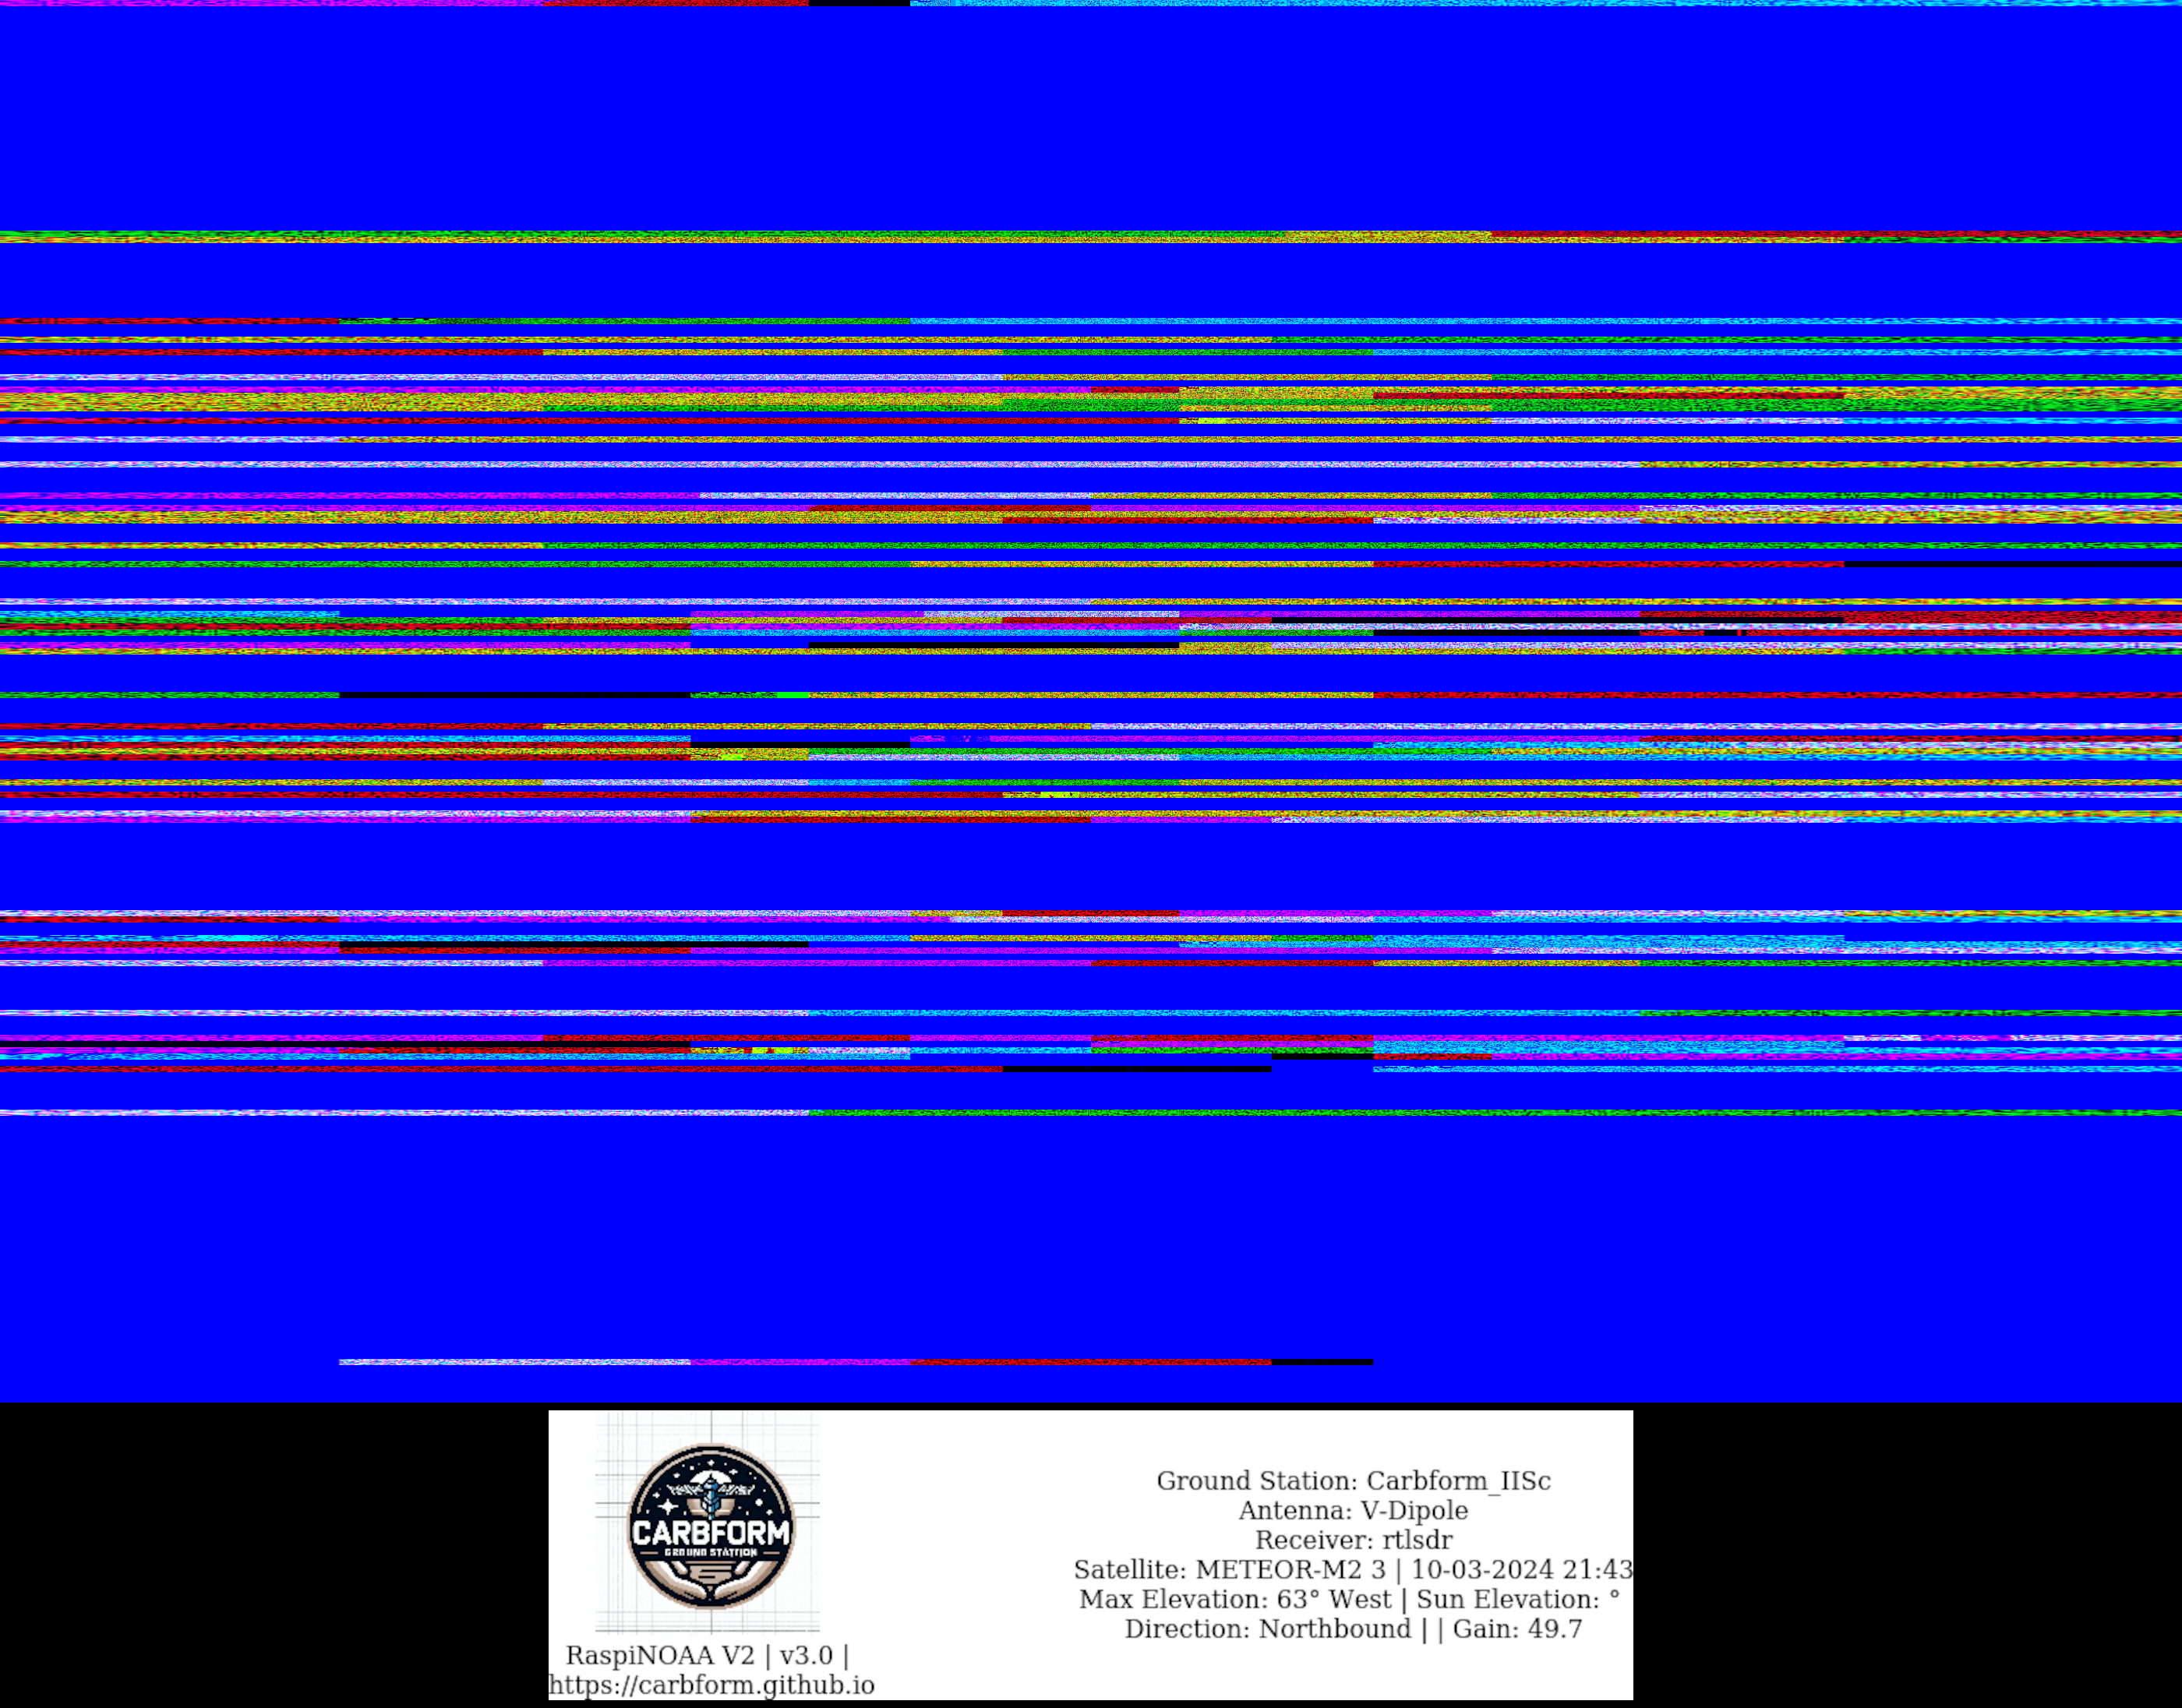 CARBFORM
GROUND STATION
RaspiNOAA V2 | v3.0 |
https://carbform.github.io
Ground Station: Carbform_IISc
Antenna: V-Dipole
Receiver: rtlsdr
Satellite: METEOR-M2 3 | 10-03-2024 21:43
Max Elevation: 63° West | Sun Elevation: °
Direction: Northbound | | Gain: 49.7